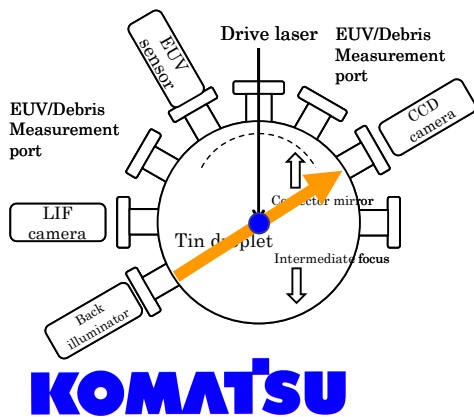 Drive laser
EUV/Debris
Measurement
port
EUV
sensor
EUV/Debris
Measurement
port
CCD
camera
LIF
camera
Collector mirror
Tin droplet
Intermediate focus
Back
illuminator
KOMATSU